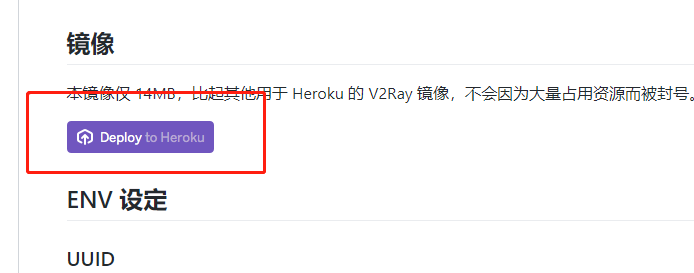 镜像
本镜像仅 14MB，比起其他用于 Heroku 的 V2Ray 镜像，不会因为大量占用资源而被封号。
Deploy to Heroku
ENV 设定
UUID